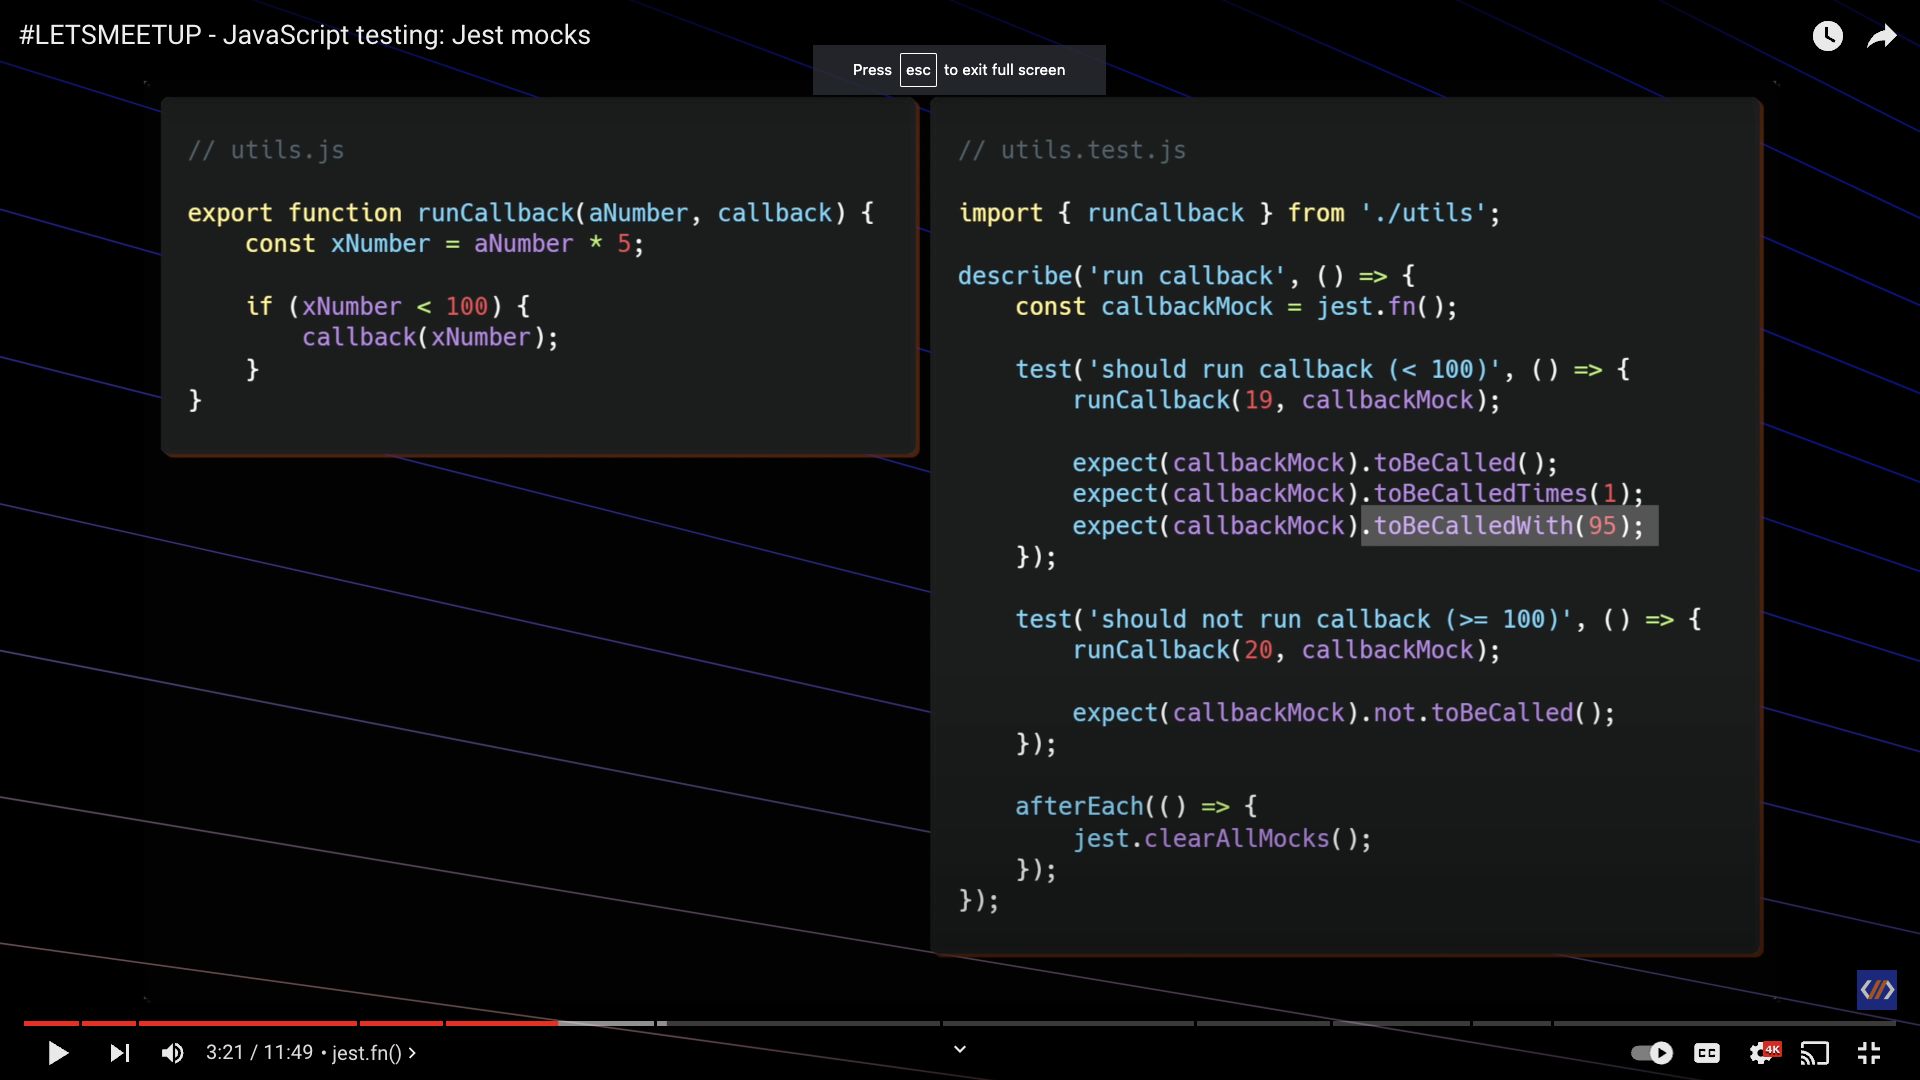 #LETSMEETUP - JavaScript testing: Jest mocks
Press esc to exit full screen
// utils.js
export function runCallback(aNumber, callback) {
    const xNumber = aNumber * 5;
    if (xNumber < 100) {
        callback(xNumber);
    }
}
// utils.test.js
import { runCallback } from './utils';
describe('run callback', () => {
    const callbackMock = jest.fn();
    test('should run callback (< 100)', () => {
        runCallback(19, callbackMock);
        expect(callbackMock).toBeCalled();
        expect(callbackMock).toBeCalledTimes(1);
        expect(callbackMock).toBeCalledWith(95);
    });
    test('should not run callback (>= 100)', () => {
        runCallback(20, callbackMock);
        expect(callbackMock).not.toBeCalled();
    });
    afterEach(() => {
        jest.clearAllMocks();
    });
});
3:21 / 11:49 • jest.fn() >
CC
4K